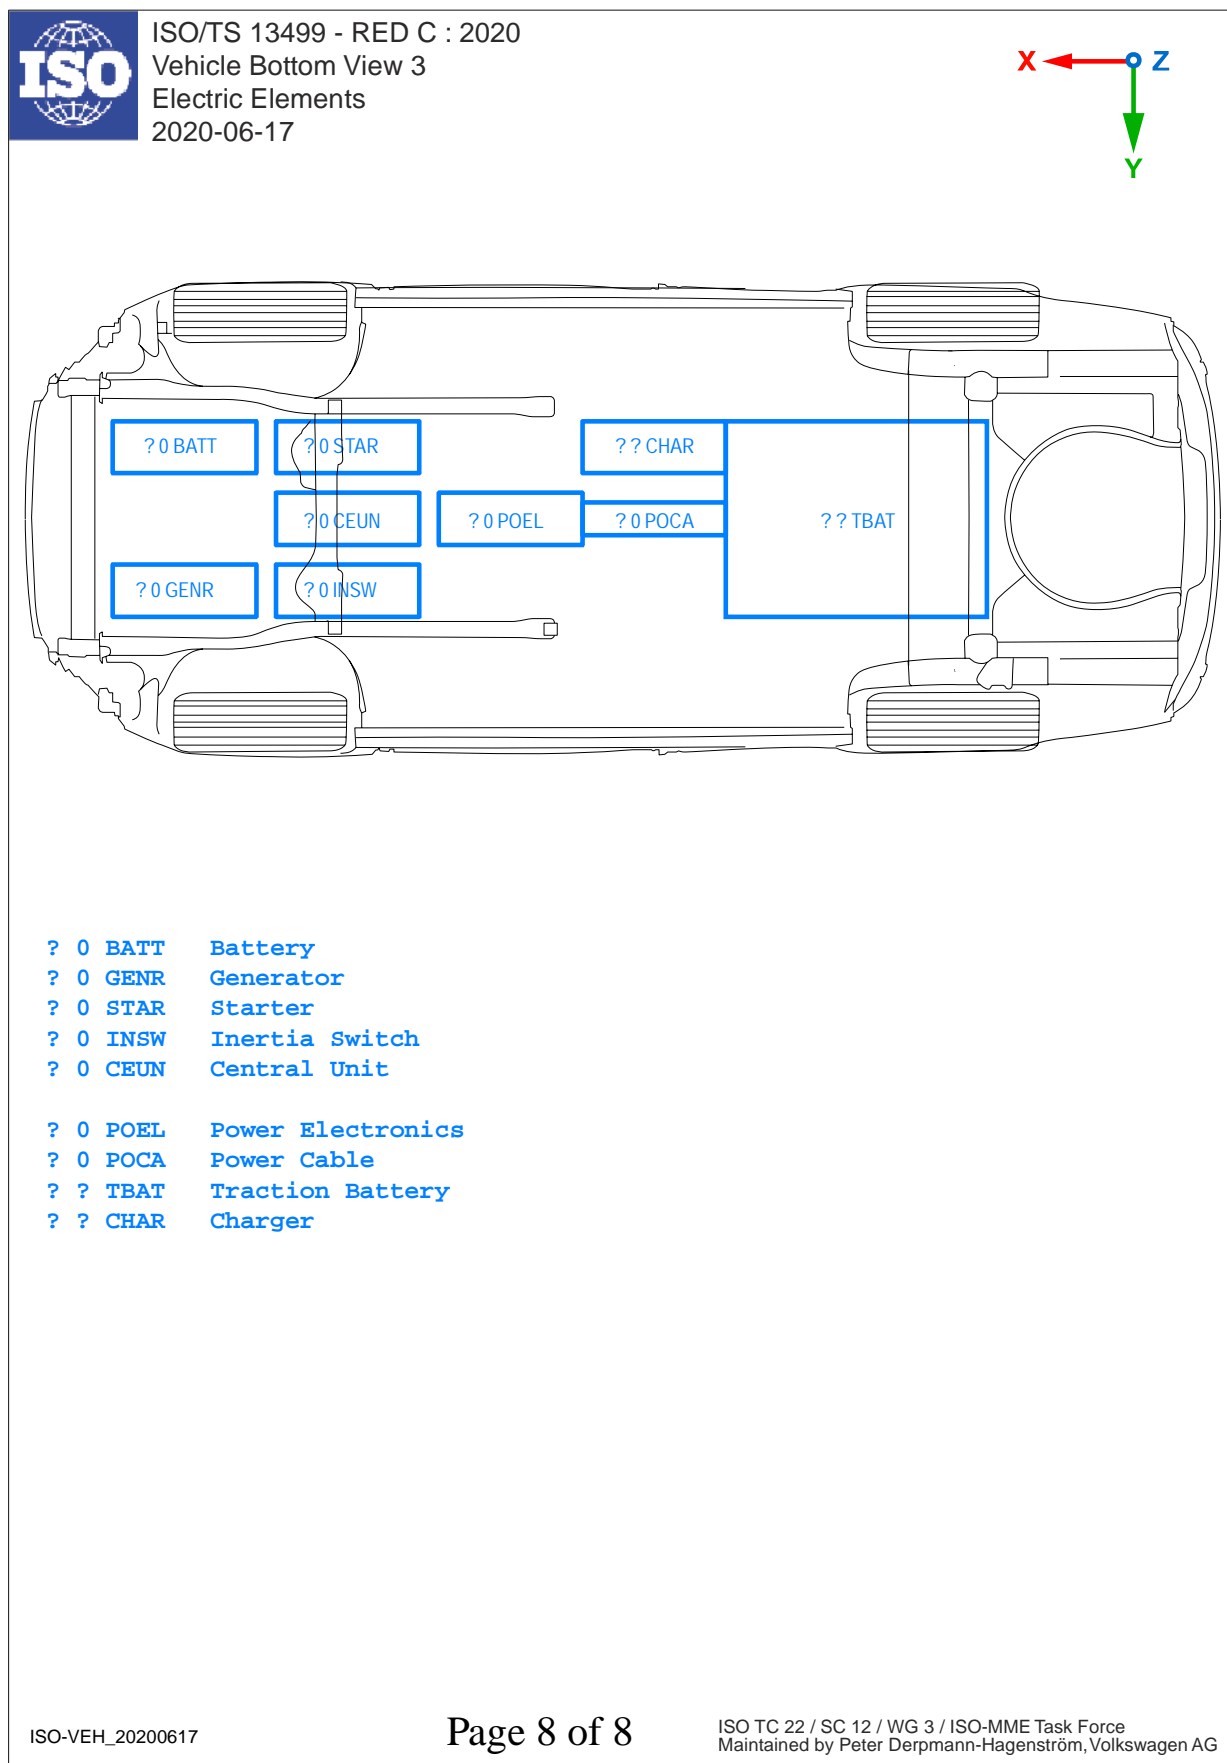 ISO
ISO/TS 13499 - RED C : 2020
Vehicle Bottom View 3
Electric Elements
2020-06-17
X Z
Y
? 0 BATT ? 0 STAR ? ? CHAR
? 0 CEUN ? 0 POEL ? 0 POCA ? ? TBAT
? 0 GENR ? 0 INSW
? 0 BATT Battery
? 0 GENR Generator
? 0 STAR Starter
? 0 INSW Inertia Switch
? 0 CEUN Central Unit
? 0 POEL Power Electronics
? 0 POCA Power Cable
? ? TBAT Traction Battery
? ? CHAR Charger
ISO-VEH_20200617
Page 8 of 8
ISO TC 22 / SC 12 / WG 3 / ISO-MME Task Force
Maintained by Peter Derpmann-Hagenström, Volkswagen AG